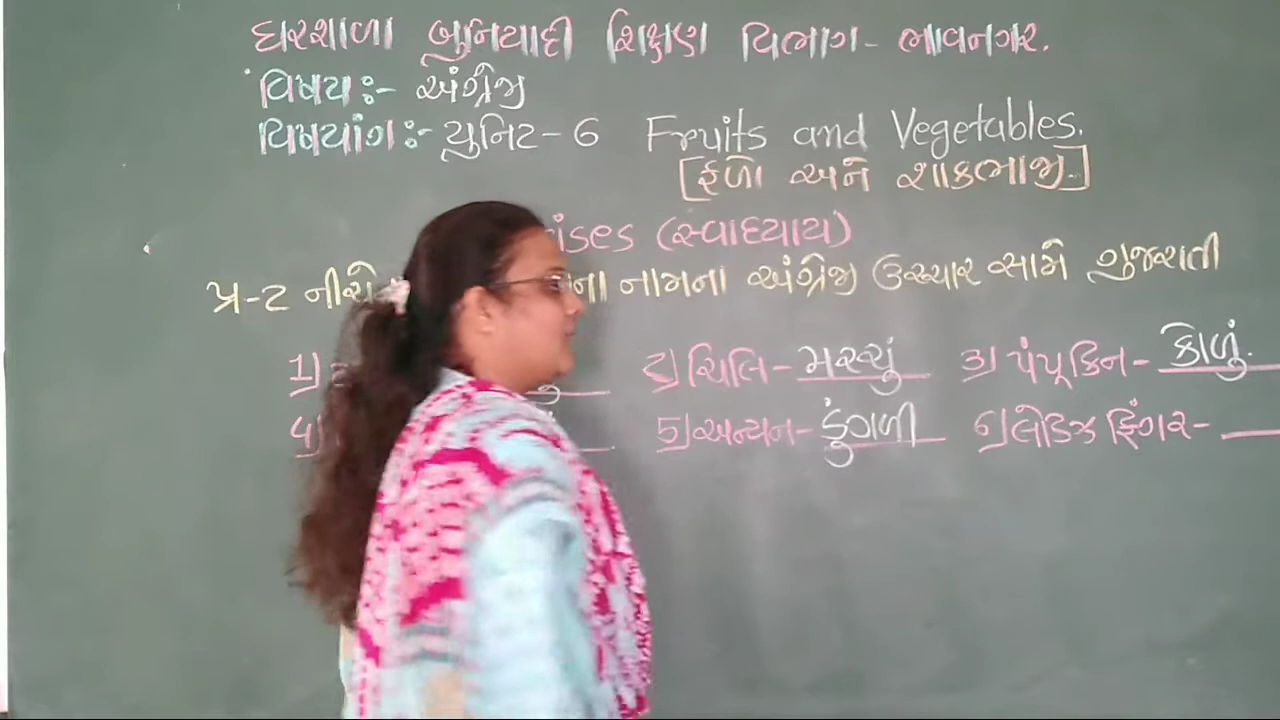 ઘરશાળા બુનિયાદી શિક્ષણ વિભાગ- ભાવનગર.
વિષય:- અંગ્રેજી
વિષયાંગ:- યુનિટ- 6 Fruits and Vegetables.
[ફળો અને શાકભાજી]
ises (સ્વાધ્યાય)
પ્ર-2 નીચે ના નામના અંગ્રેજી ઉચ્ચાર સામે ગુજરાતી
1) 2) ચિલિ- મરચું 3) પંપ્કિન- કોળું.
4) 5) અન્યન- ડુંગળી 6) લેડિઝ ફિંગર-